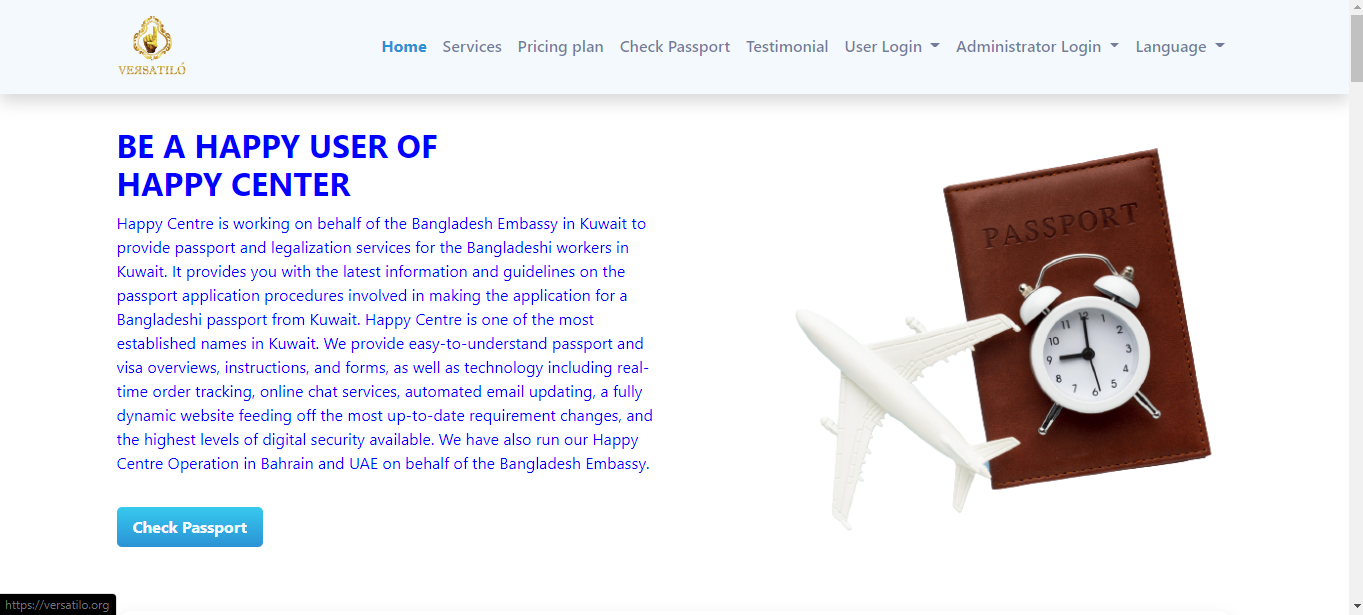 VERSATILÓ
Home Services Pricing plan Check Passport Testimonial User Login Administrator Login Language
BE A HAPPY USER OF
HAPPY CENTER
Happy Centre is working on behalf of the Bangladesh Embassy in Kuwait to
provide passport and legalization services for the Bangladeshi workers in
Kuwait. It provides you with the latest information and guidelines on the
passport application procedures involved in making the application for a
Bangladeshi passport from Kuwait. Happy Centre is one of the most
established names in Kuwait. We provide easy-to-understand passport and
visa overviews, instructions, and forms, as well as technology including real-
time order tracking, online chat services, automated email updating, a fully
dynamic website feeding off the most up-to-date requirement changes, and
the highest levels of digital security available. We have also run our Happy
Centre Operation in Bahrain and UAE on behalf of the Bangladesh Embassy.
Check Passport
PASSPORT
12
1
2
3
4
5
6
7
8
9
10
11
https://versatilo.org